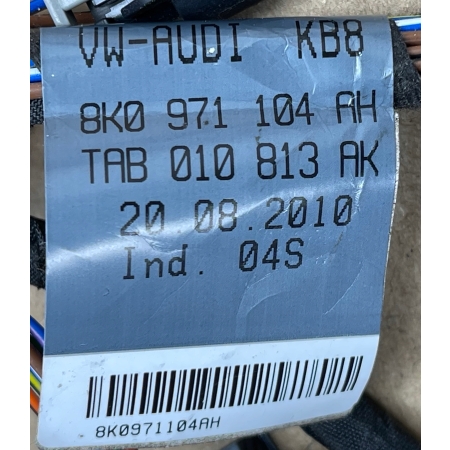 VW-AUDI KB8
8K0 971 104 AH
TAB 010 813 AK
20.08.2010
Ind. 04S
8K0971104AH